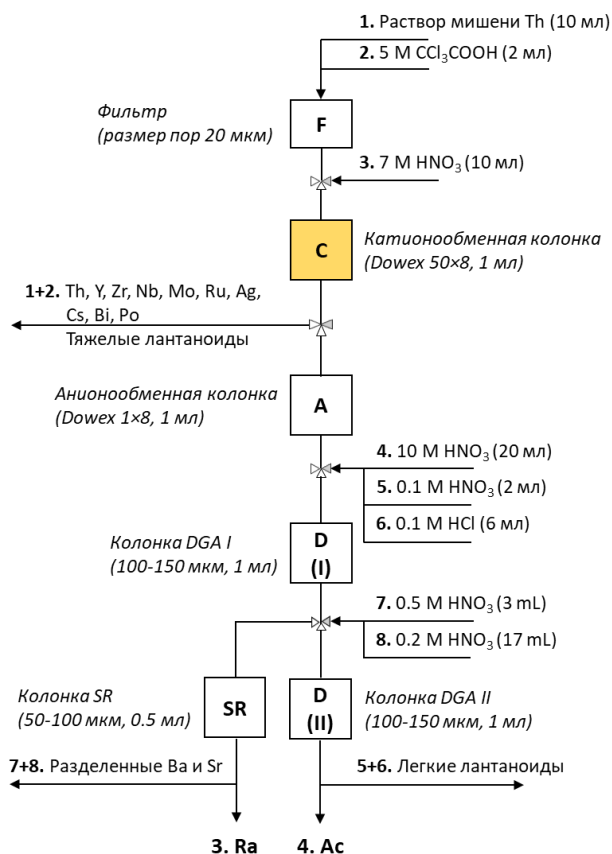 1. Раствор мишени Th (10 мл)
2. 5 М CCl₃COOH (2 мл)
Фильтр
(размер пор 20 мкм)
F
3. 7 М HNO₃ (10 мл)
C
Катионообменная колонка
(Dowex 50×8, 1 мл)
1+2. Th, Y, Zr, Nb, Mo, Ru, Ag,
Cs, Bi, Po
Тяжелые лантаноиды
Анионообменная колонка
(Dowex 1×8, 1 мл)
A
4. 10 М HNO₃ (20 мл)
5. 0.1 М HNO₃ (2 мл)
6. 0.1 М HCl (6 мл)
Колонка DGA I
(100-150 мкм, 1 мл)
D
(I)
7. 0.5 М HNO₃ (3 mL)
8. 0.2 М HNO₃ (17 mL)
Колонка SR
(50-100 мкм, 0.5 мл)
SR
D
(II)
Колонка DGA II
(100-150 мкм, 1 мл)
7+8. Разделенные Ba и Sr
5+6. Легкие лантаноиды
3. Ra
4. Ac